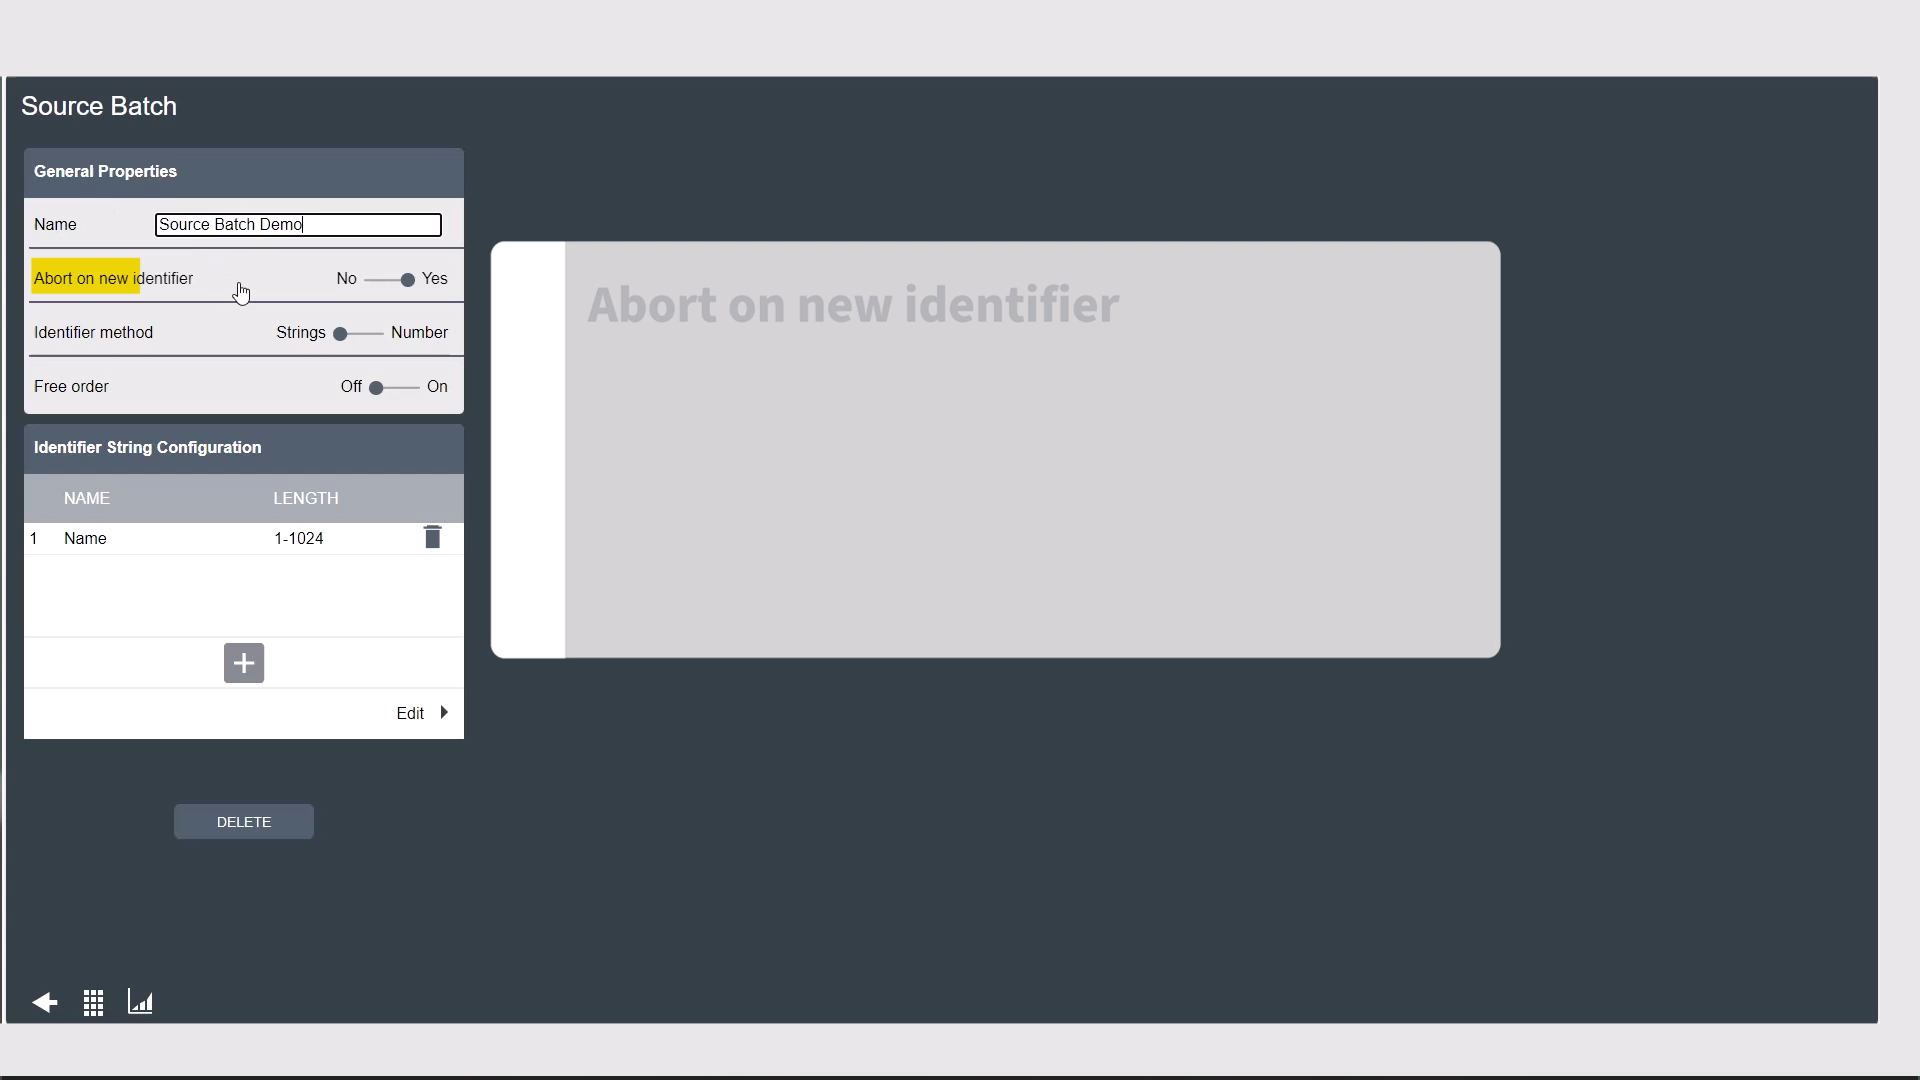 Source Batch
General Properties
Name Source Batch Demo
Abort on new identifier No Yes
Identifier method Strings Number
Free order Off On
Identifier String Configuration
NAME LENGTH
1 Name 1-1024
Edit
DELETE
Abort on new identifier